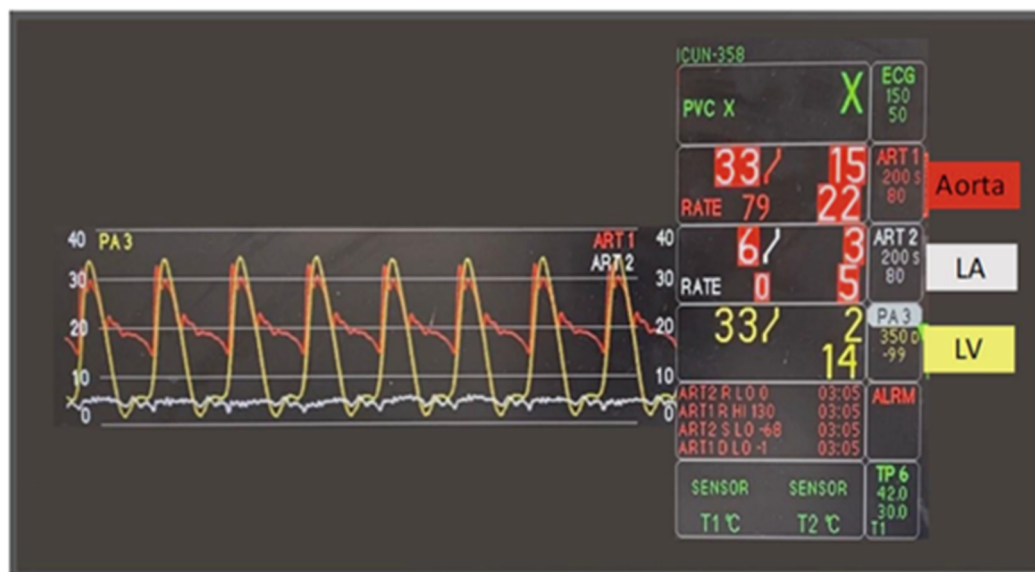 ICUN-358
PVC X X
ECG
150
50
33/ 15
RATE 79 22
ART 1
200 S
80
Aorta
6/ 3
RATE 0 5
ART 2
200 S
80
LA
33/ 2
14
PA 3
350 D
-99
LV
40 PA 3 ART 1 40
ART 2
30 30
20 20
10 10
0 0
ART2 R LO 0 03:05
ART1 R HI 130 03:05
ART2 S LO -68 03:05
ART1 D LO -1 03:05
ALRM
SENSOR SENSOR
T1 °C T2 °C
TP 6
42.0
30.0
T1